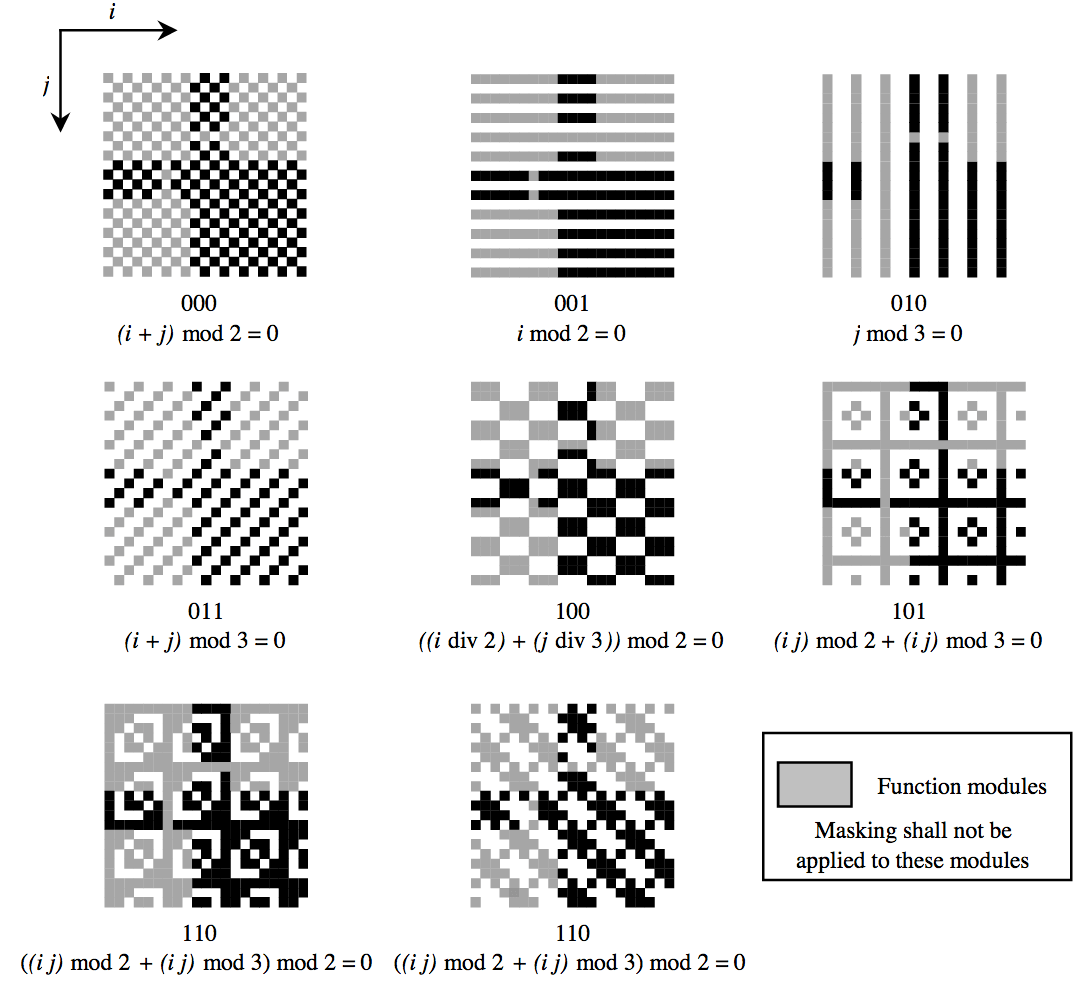 i
j
000
(i + j) mod 2 = 0
001
i mod 2 = 0
010
j mod 3 = 0
011
(i + j) mod 3 = 0
100
((i div 2) + (j div 3)) mod 2 = 0
101
(i j) mod 2 + (i j) mod 3 = 0
110
((i j) mod 2 + (i j) mod 3) mod 2 = 0
110
((i j) mod 2 + (i j) mod 3) mod 2 = 0
Function modules
Masking shall not be
applied to these modules